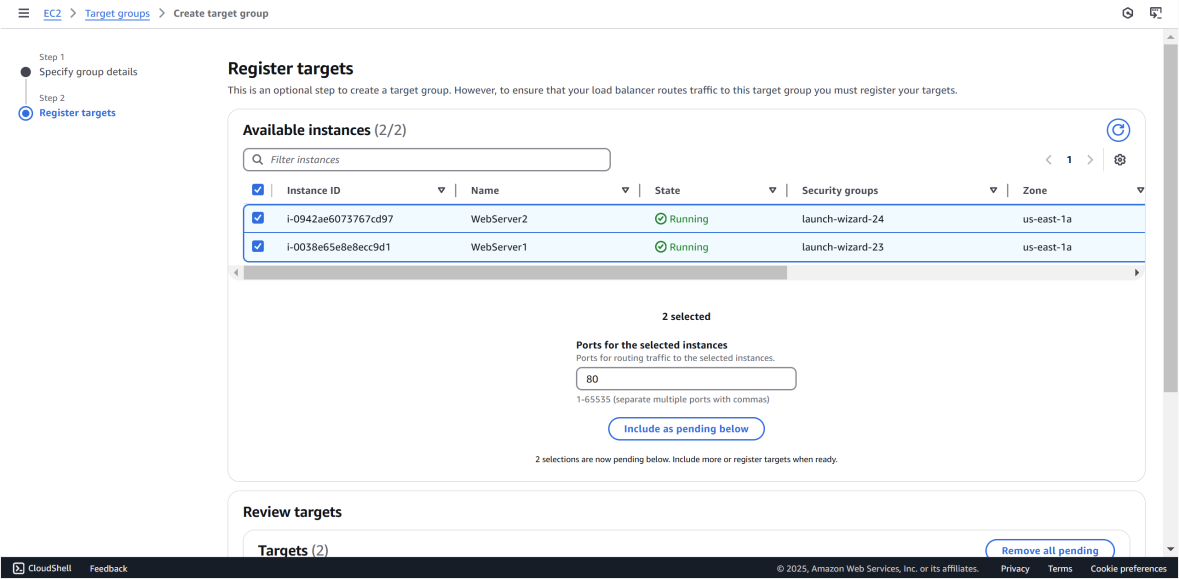 EC2 > Target groups > Create target group
Step 1
Specify group details
Step 2
Register targets
Register targets
This is an optional step to create a target group. However, to ensure that your load balancer routes traffic to this target group you must register your targets.
Available instances (2/2)
Filter instances
1
Instance ID Name State Security groups Zone
i-0942ae6073767cd97 WebServer2 Running launch-wizard-24 us-east-1a
i-0038e65e8e8ecc9d1 WebServer1 Running launch-wizard-23 us-east-1a
2 selected
Ports for the selected instances
Ports for routing traffic to the selected instances.
80
1-65535 (separate multiple ports with commas)
Include as pending below
2 selections are now pending below. Include more or register targets when ready.
Review targets
Targets (2) Remove all pending
CloudShell Feedback © 2025, Amazon Web Services, Inc. or its affiliates. Privacy Terms Cookie preferences